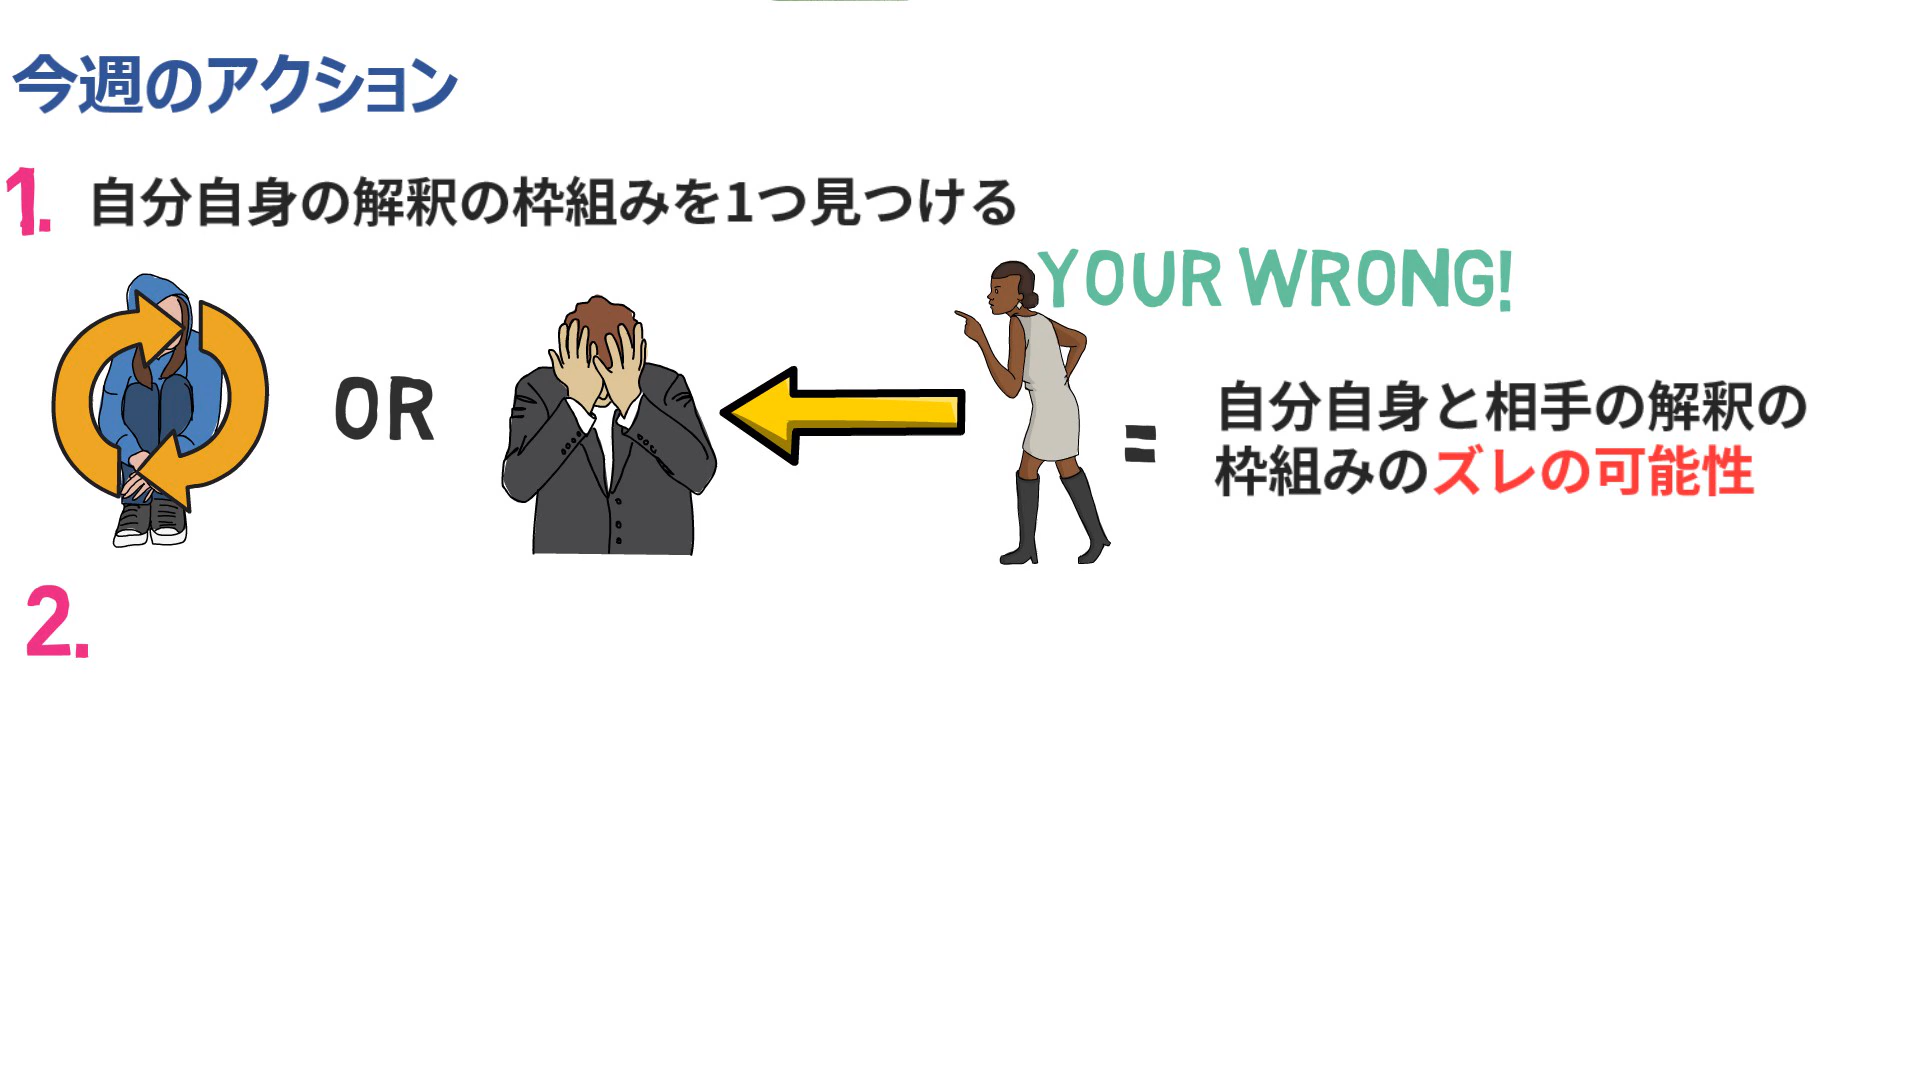 今週のアクション
1. 自分自身の解釈の枠組みを1つ見つける
YOUR WRONG!
OR
=
自分自身と相手の解釈の
枠組みのズレの可能性
2.